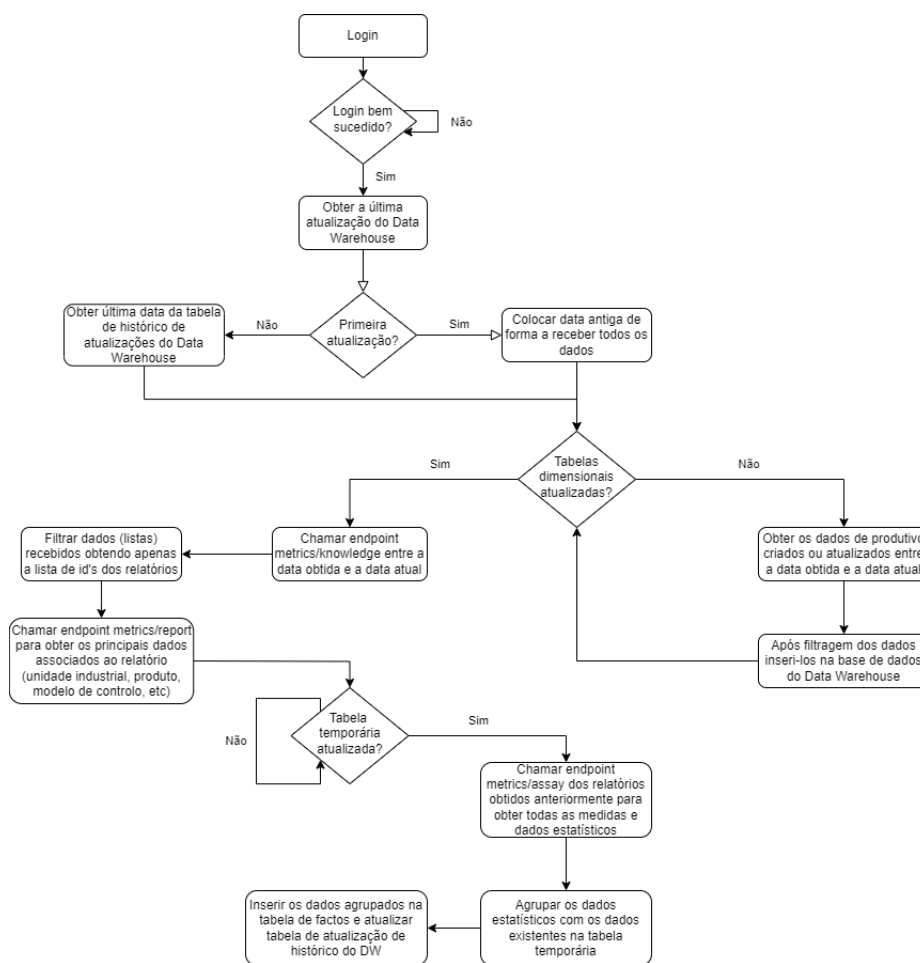 Login
Login bem
sucedido?
Não
Sim
Obter a última
atualização do Data
Warehouse
Obter última data da tabela
de histórico de
atualizações do Data
Warehouse
Não
Primeira
atualização?
Sim
Colocar data antiga de
forma a receber todos os
dados
Sim
Tabelas
dimensionais
atualizadas?
Não
Filtrar dados (listas)
recebidos obtendo apenas
a lista de id's dos relatórios
Chamar endpoint
metrics/knowledge entre a
data obtida e a data atual
Obter os dados de produtivo
criados ou atualizados entre
a data obtida e a data atual
Chamar endpoint metrics/report
para obter os principais dados
associados ao relatório
(unidade industrial, produto,
modelo de controlo, etc)
Após filtragem dos dados
inseri-los na base de dados
do Data Warehouse
Não
Tabela
temporária
atualizada?
Sim
Chamar endpoint
metrics/assay dos relatórios
obtidos anteriormente para
obter todas as medidas e
dados estatísticos
Inserir os dados agrupados na
tabela de factos e atualizar
tabela de atualização de
histórico do DW
Agrupar os dados
estatísticos com os dados
existentes na tabela
temporária